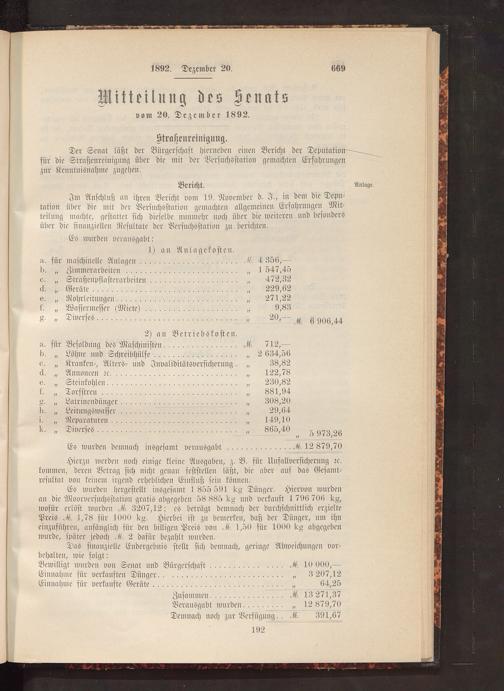 1892. Dezember 20. 669
Mitteilung des Senats
vom 20. Dezember 1892.
Straßenreinigung.
Der Senat läßt der Bürgerschaft hierneben einen Bericht der Deputation
für die Straßenreinigung über die mit der Versuchsstation gemachten Erfahrungen
zur Kenntnisnahme zugehen.
Bericht.
Anlage.
Im Anschluß an ihren Bericht vom 19. November d. J., in dem die Depu-
tation über die mit der Versuchsstation gemachten allgemeinen Erfahrungen Mit-
teilung machte, gestattet sich dieselbe nunmehr noch über die weiteren und besonders
über die finanziellen Resultate der Versuchsstation zu berichten.
Es wurden verausgabt:
1) an Anlagekosten.
a. für maschinelle Anlagen ℳ 4 356,—
b. „ Zimmerarbeiten „ 1 547,45
c. „ Straßenpflasterarbeiten „ 472,32
d. „ Geräte „ 229,62
e. „ Rohrleitungen „ 271,22
f. „ Wassermesser (Miete) „ 9,83
g. „ Diverses „ 20,—
ℳ 6 906,44
2) an Betriebskosten.
a. für Besoldung des Maschinisten ℳ 712,—
b. „ Löhne und Schreibhülfe „ 2 634,56
c. „ Kranken-, Alters- und Invaliditätsversicherung „ 38,82
d. „ Annoncen ꝛc. „ 122,78
e. „ Steinkohlen „ 230,82
f. „ Torfstreu „ 881,94
g. „ Latrinendünger „ 308,20
h. „ Leitungswasser „ 29,64
i. „ Reparaturen „ 149,10
k. „ Diverses „ 865,40
„ 5 973,26
Es wurden demnach insgesamt verausgabt ℳ 12 879,70
Hierzu werden noch einige kleine Ausgaben, z. B. für Unfallversicherung ꝛc.
kommen, deren Betrag sich nicht genau feststellen läßt, die aber auf das Gesamt-
resultat von keinem irgend erheblichen Einfluß sein können.
Es wurden hergestellt insgesamt 1 855 591 kg Dünger. Hiervon wurden
an die Moorversuchsstation gratis abgegeben 58 885 kg und verkauft 1 796 706 kg,
wofür erlöst wurden ℳ 3207,12; es beträgt demnach der durchschnittlich erzielte
Preis ℳ 1,78 für 1000 kg. Hierbei ist zu bemerken, daß der Dünger, um ihn
einzuführen, anfänglich für den billigen Preis von ℳ 1,50 für 1000 kg abgegeben
wurde, später jedoch ℳ 2 dafür bezahlt wurden.
Das finanzielle Endergebnis stellt sich demnach, geringe Abweichungen vor-
behalten, wie folgt:
Bewilligt wurden von Senat und Bürgerschaft ℳ 10 000,—
Einnahme für verkauften Dünger „ 3 207,12
Einnahme für verkaufte Geräte „ 64,25
Zusammen ℳ 13 271,37
Verausgabt wurden „ 12 879,70
Demnach noch zur Verfügung ℳ 391,67
192